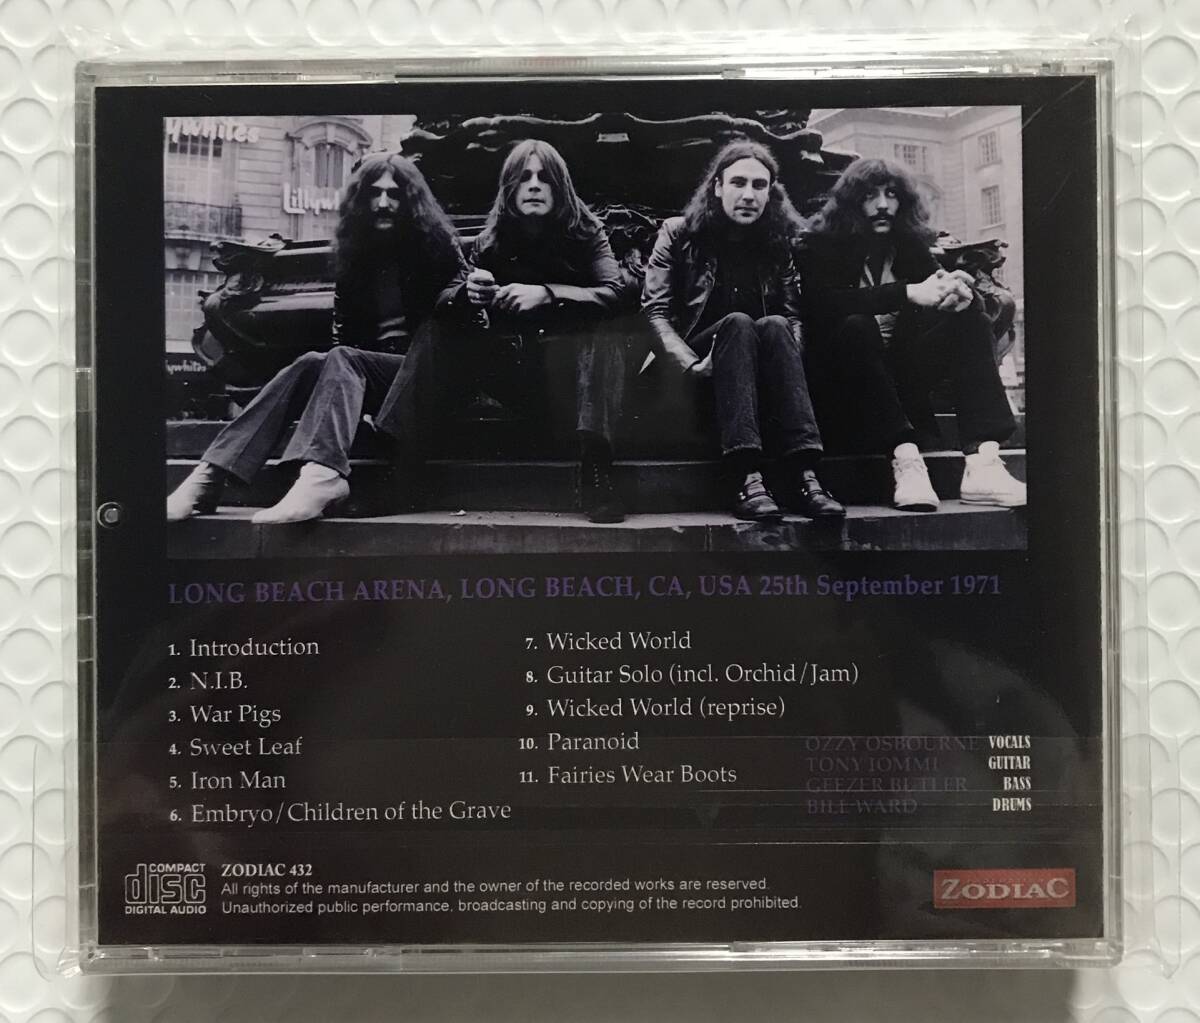 Lillyw
LONG BEACH ARENA, LONG BEACH, CA, USA 25th September 1971
1. Introduction
2. N.I.B.
3. War Pigs
4. Sweet Leaf
5. Iron Man
6. Embryo/Children of the Grave
7. Wicked World
8. Guitar Solo (incl. Orchid/Jam)
9. Wicked World (reprise)
10. Paranoid
11. Fairies Wear Boots
OZZY OSBOURNE VOCALS
TONY IOMMI GUITAR
GEEZER BUTLER BASS
BILL WARD DRUMS
COMPACT
disc
DIGITAL AUDIO
ZODIAC 432
All rights of the manufacturer and the owner of the recorded works are reserved.
Unauthorized public performance, broadcasting and copying of the record prohibited.
ZODIAC